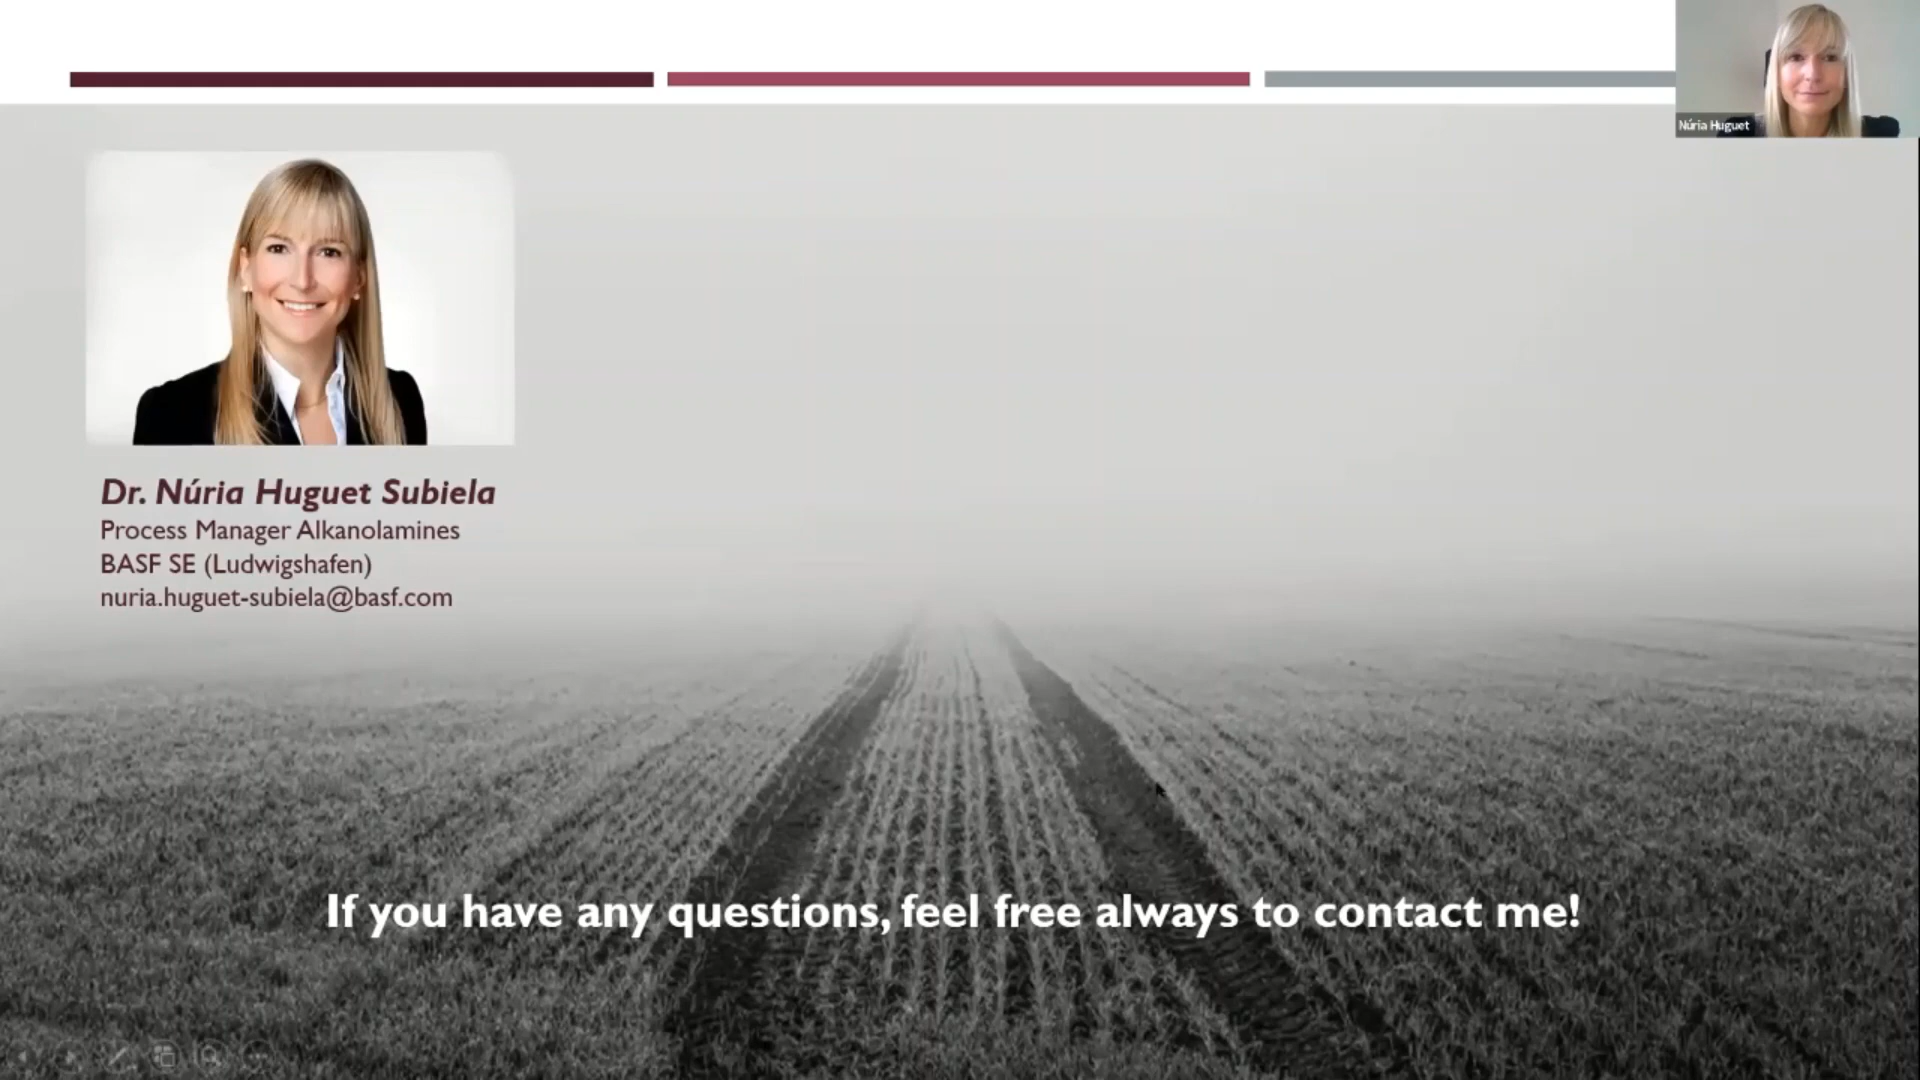 Núria Huguet
Dr. Núria Huguet Subiela
Process Manager Alkanolamines
BASF SE (Ludwigshafen)
nuria.huguet-subiela@basf.com
If you have any questions, feel free always to contact me!